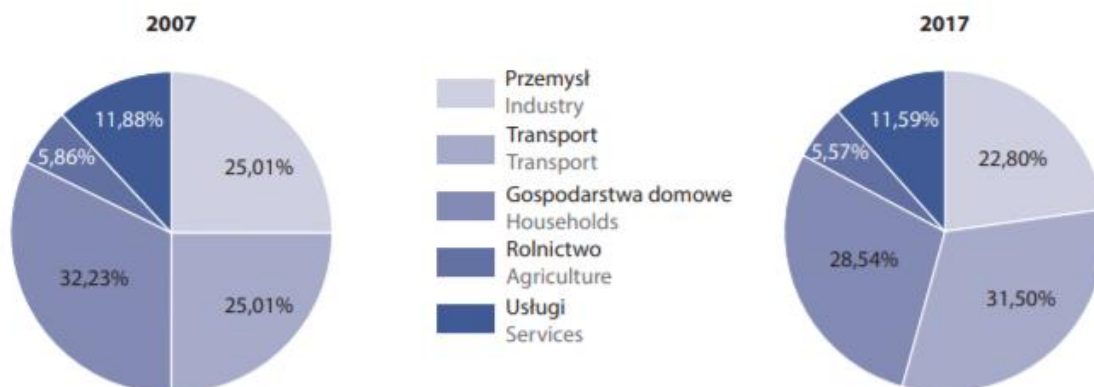 2007
11,88%
5,86%
25,01%
32,23%
25,01%
Przemysł
Industry
Transport
Transport
Gospodarstwa domowe
Households
Rolnictwo
Agriculture
Usługi
Services
2017
11,59%
5,57%
22,80%
28,54%
31,50%